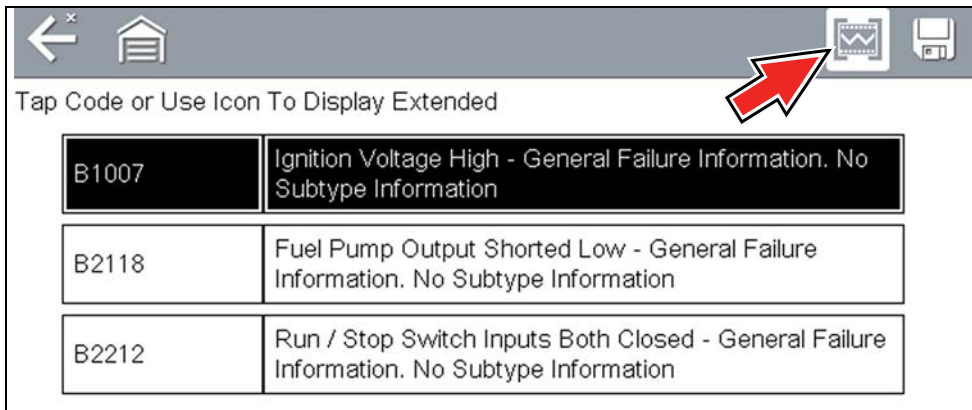 Tap Code or Use Icon To Display Extended
B1007
Ignition Voltage High - General Failure Information. No
Subtype Information
B2118
Fuel Pump Output Shorted Low - General Failure
Information. No Subtype Information
B2212
Run / Stop Switch Inputs Both Closed - General Failure
Information. No Subtype Information